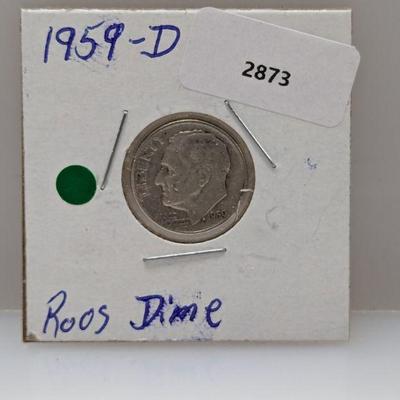 1959-D
2873
LIBERTY
Roos Dime